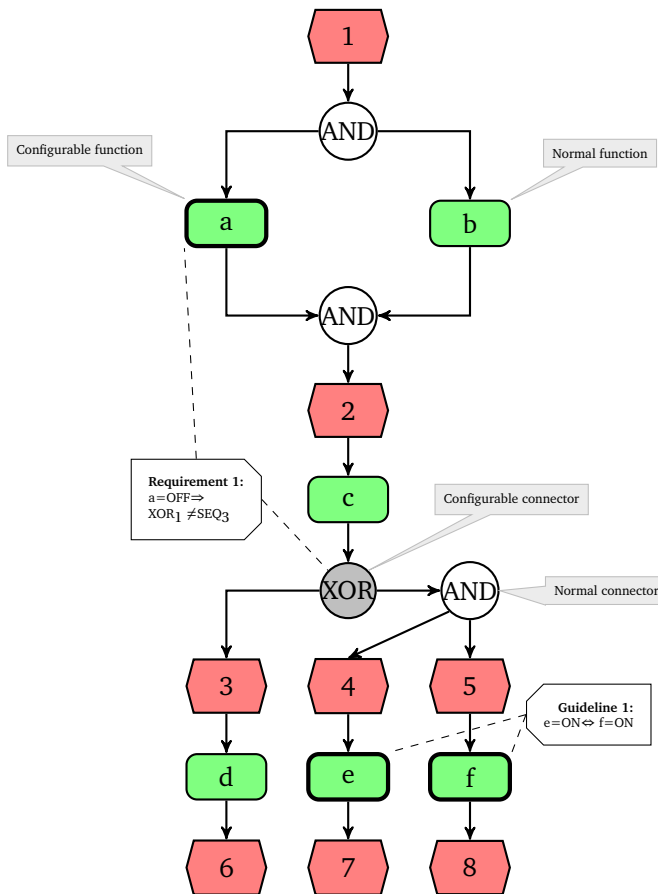 1
AND
Configurable function
Normal function
a
b
AND
2
Requirement 1:
a=OFF⇒
XOR1 ≠SEQ3
c
Configurable connector
XOR
AND
Normal connector
3
4
5
Guideline 1:
e=ON⇔ f=ON
d
e
f
6
7
8